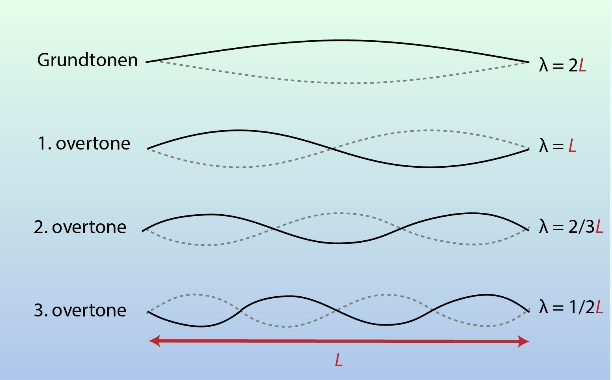 Grundtonen λ = 2L
1. overtone λ = L
2. overtone λ = 2/3L
3. overtone λ = 1/2L
L